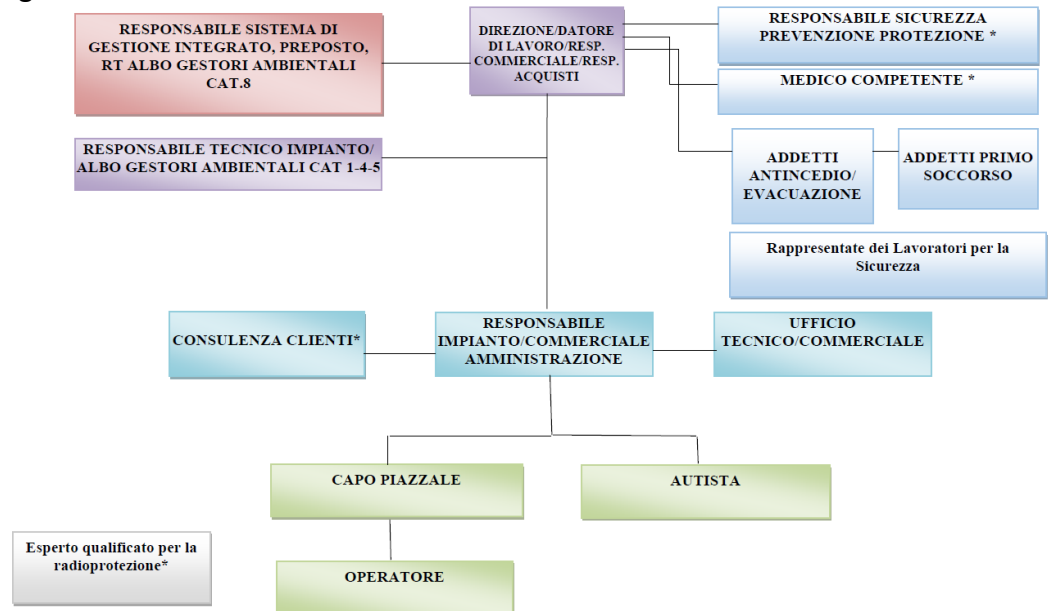 RESPONSABILE SISTEMA DI
GESTIONE INTEGRATO, PREPOSTO,
RT ALBO GESTORI AMBIENTALI
CAT.8
DIREZIONE/DATORE
DI LAVORO/RESP.
COMMERCIALE/RESP.
ACQUISTI
RESPONSABILE SICUREZZA
PREVENZIONE PROTEZIONE *
MEDICO COMPETENTE *
RESPONSABILE TECNICO IMPIANTO/
ALBO GESTORI AMBIENTALI CAT 1-4-5
ADDETTI
ANTINCEDIO/
EVACUAZIONE
ADDETTI PRIMO
SOCCORSO
Rappresentate dei Lavoratori per la
Sicurezza
CONSULENZA CLIENTI*
RESPONSABILE
IMPIANTO/COMMERCIALE
AMMINISTRAZIONE
UFFICIO
TECNICO/COMMERCIALE
CAPO PIAZZALE
AUTISTA
Esperto qualificato per la
radioprotezione*
OPERATORE